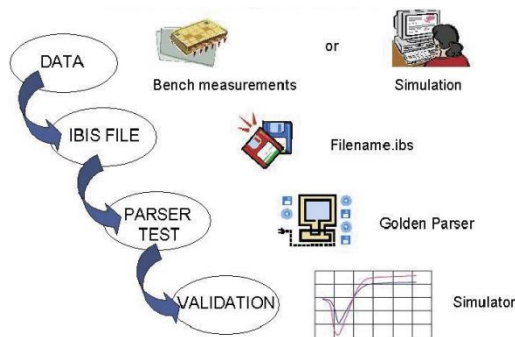 DATA
or
Bench measurements
Simulation
IBIS FILE
Filename.ibs
PARSER
TEST
Golden Parser
VALIDATION
Simulator